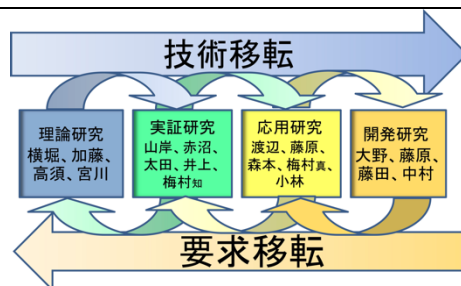 技術移転
理論研究
横堀、加藤、
高須、宮川
実証研究
山岸、赤沼、
太田、井上、
梅村知
応用研究
渡辺、藤原、
森本、梅村真、
小林
開発研究
大野、藤原、
藤田、中村
要求移転